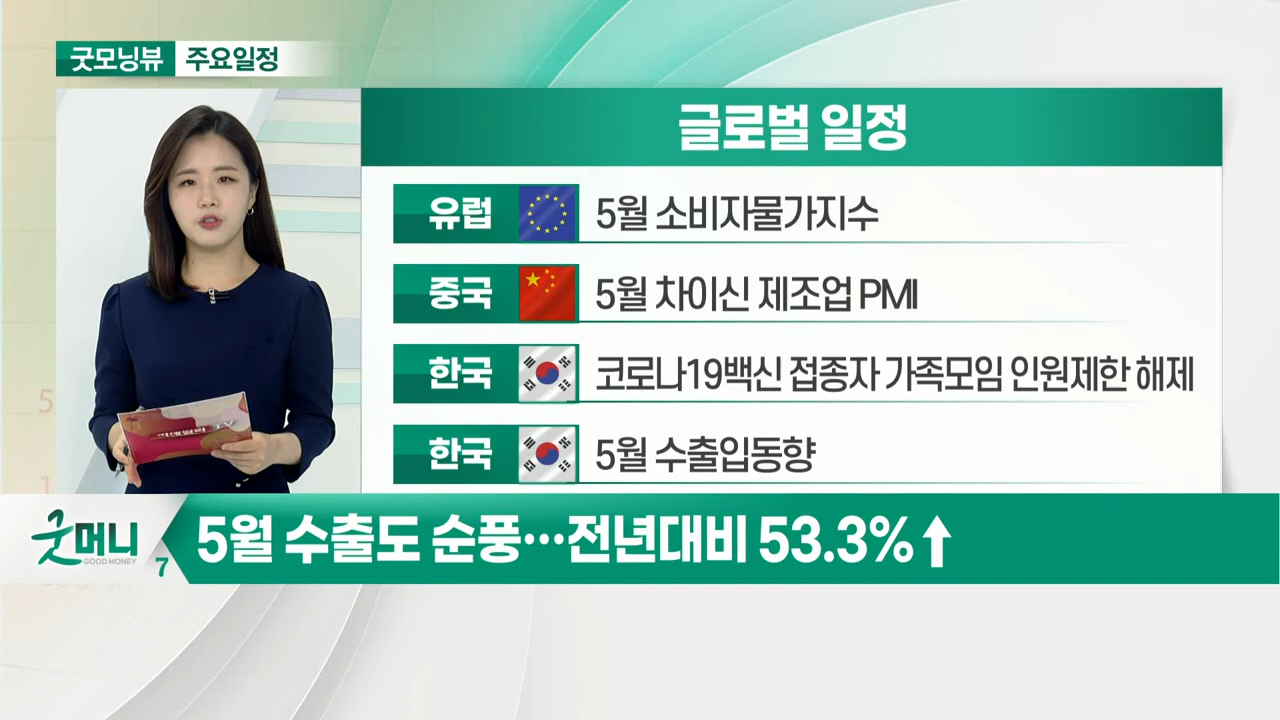 굿모닝뷰 주요일정
글로벌 일정
유럽 5월 소비자물가지수
중국 5월 차이신 제조업 PMI
한국 코로나19백신 접종자 가족모임 인원제한 해제
한국 5월 수출입동향
5
1
굿머니
GOOD MONEY
7
5월 수출도 순풍…전년대비 53.3%⬆